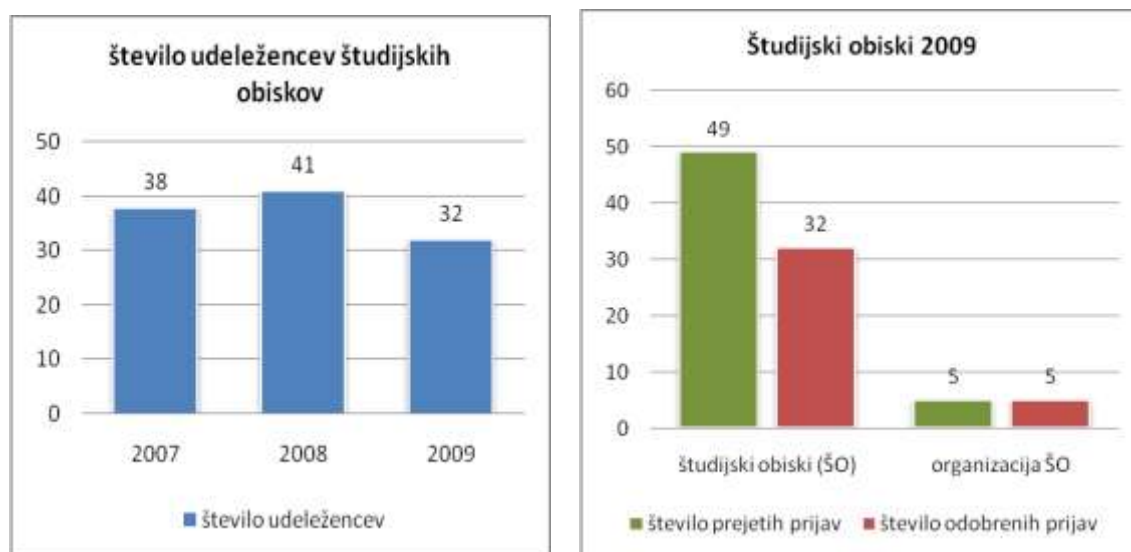 število udeležencev študijskih
obiskov
50
40
30
20
10
0
38
41
32
2007
2008
2009
število udeležencev
Študijski obiski 2009
60
50
40
30
20
10
0
49
32
5
5
študijski obiski (ŠO)
organizacija ŠO
število prejetih prijav
število odobrenih prijav